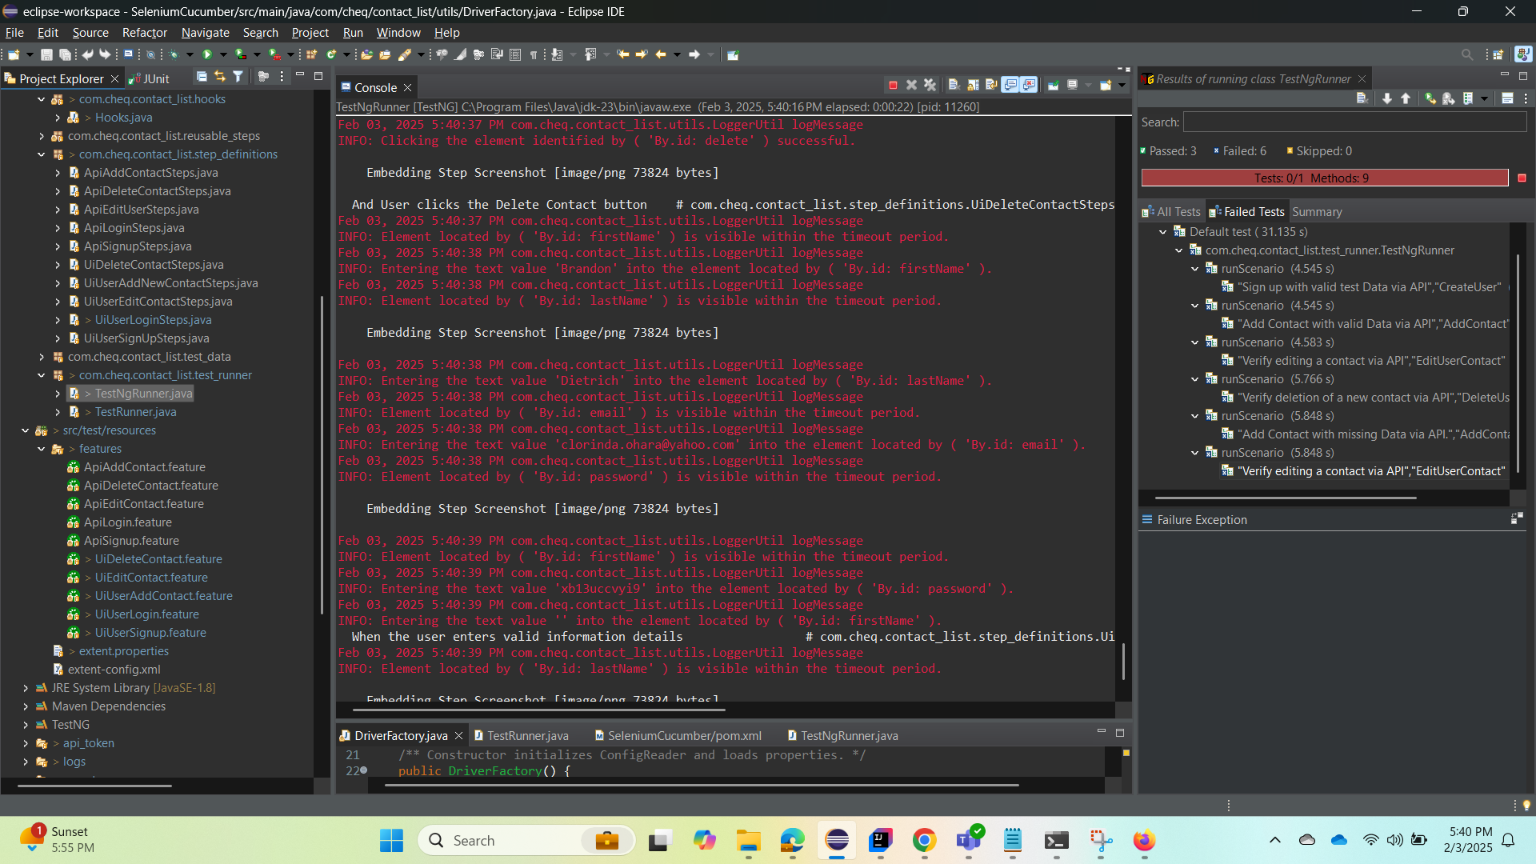 eclipse-workspace - SeleniumCucumber/src/main/java/com/cheq/contact_list/utils/DriverFactory.java - Eclipse IDE
File Edit Source Refactor Navigate Search Project Run Window Help
Project Explorer
JUnit
> com.cheq.contact_list.hooks
> Hooks.java
com.cheq.contact_list.reusable_steps
> com.cheq.contact_list.step_definitions
ApiAddContactSteps.java
ApiDeleteContactSteps.java
ApiEditUserSteps.java
ApiLoginSteps.java
ApiSignupSteps.java
UiDeleteContactSteps.java
UiUserAddNewContactSteps.java
UiUserEditContactSteps.java
> UiUserLoginSteps.java
UiUserSignUpSteps.java
com.cheq.contact_list.test_data
> com.cheq.contact_list.test_runner
> TestNgRunner.java
> TestRunner.java
> src/test/resources
> features
ApiAddContact.feature
ApiDeleteContact.feature
ApiEditContact.feature
ApiLogin.feature
ApiSignup.feature
> UiDeleteContact.feature
> UiEditContact.feature
> UiUserAddContact.feature
> UiUserLogin.feature
> UiUserSignup.feature
> extent.properties
extent-config.xml
JRE System Library [JavaSE-1.8]
Maven Dependencies
TestNG
> api_token
> logs
Console
TestNgRunner [TestNG] C:\Program Files\Java\jdk-23\bin\javaw.exe (Feb 3, 2025 5:40:16 PM elapsed: 0:00:22) [pid: 11260]
Feb 03, 2025 5:40:37 PM com.cheq.contact_list.utils.LoggerUtil logMessage
INFO: Clicking the element identified by ( 'By.id: delete' ) successful.
Embedding Step Screenshot [image/png 73824 bytes]
And User clicks the Delete Contact button # com.cheq.contact_list.step_definitions.UiDeleteContactSteps
Feb 03, 2025 5:40:37 PM com.cheq.contact_list.utils.LoggerUtil logMessage
INFO: Element located by ( 'By.id: firstName' ) is visible within the timeout period.
Feb 03, 2025 5:40:38 PM com.cheq.contact_list.utils.LoggerUtil logMessage
INFO: Entering the text value 'Brandon' into the element located by ( 'By.id: firstName' ).
Feb 03, 2025 5:40:38 PM com.cheq.contact_list.utils.LoggerUtil logMessage
INFO: Element located by ( 'By.id: lastName' ) is visible within the timeout period.
Embedding Step Screenshot [image/png 73824 bytes]
Feb 03, 2025 5:40:38 PM com.cheq.contact_list.utils.LoggerUtil logMessage
INFO: Entering the text value 'Dietrich' into the element located by ( 'By.id: lastName' ).
Feb 03, 2025 5:40:38 PM com.cheq.contact_list.utils.LoggerUtil logMessage
INFO: Element located by ( 'By.id: email' ) is visible within the timeout period.
Feb 03, 2025 5:40:38 PM com.cheq.contact_list.utils.LoggerUtil logMessage
INFO: Entering the text value 'clorinda.ohara@yahoo.com' into the element located by ( 'By.id: email' ).
Feb 03, 2025 5:40:38 PM com.cheq.contact_list.utils.LoggerUtil logMessage
INFO: Element located by ( 'By.id: password' ) is visible within the timeout period.
Embedding Step Screenshot [image/png 73824 bytes]
Feb 03, 2025 5:40:39 PM com.cheq.contact_list.utils.LoggerUtil logMessage
INFO: Element located by ( 'By.id: firstName' ) is visible within the timeout period.
Feb 03, 2025 5:40:39 PM com.cheq.contact_list.utils.LoggerUtil logMessage
INFO: Entering the text value 'xb13uccvyi9' into the element located by ( 'By.id: password' ).
Feb 03, 2025 5:40:39 PM com.cheq.contact_list.utils.LoggerUtil logMessage
INFO: Entering the text value '' into the element located by ( 'By.id: firstName' ).
When the user enters valid information details # com.cheq.contact_list.step_definitions.Ui
Feb 03, 2025 5:40:39 PM com.cheq.contact_list.utils.LoggerUtil logMessage
INFO: Element located by ( 'By.id: lastName' ) is visible within the timeout period.
Embedding Step Screenshot [image/png 73824 bytes]
DriverFactory.java
TestRunner.java
SeleniumCucumber/pom.xml
TestNgRunner.java
21 /** Constructor initializes ConfigReader and loads properties. */
22 public DriverFactory() {
Results of running class TestNgRunner
Search:
Passed: 3 Failed: 6 Skipped: 0
Tests: 0/1 Methods: 9
All Tests Failed Tests Summary
Default test ( 31.135 s)
com.cheq.contact_list.test_runner.TestNgRunner
runScenario (4.545 s)
"Sign up with valid test Data via API","CreateUser"
runScenario (4.545 s)
"Add Contact with valid Data via API","AddContact"
runScenario (4.583 s)
"Verify editing a contact via API","EditUserContact"
runScenario (5.766 s)
"Verify deletion of a new contact via API","DeleteUs
runScenario (5.848 s)
"Add Contact with missing Data via API.","AddConta
runScenario (5.848 s)
"Verify editing a contact via API","EditUserContact"
Failure Exception
1
Sunset
5:55 PM
Search
5:40 PM
2/3/2025